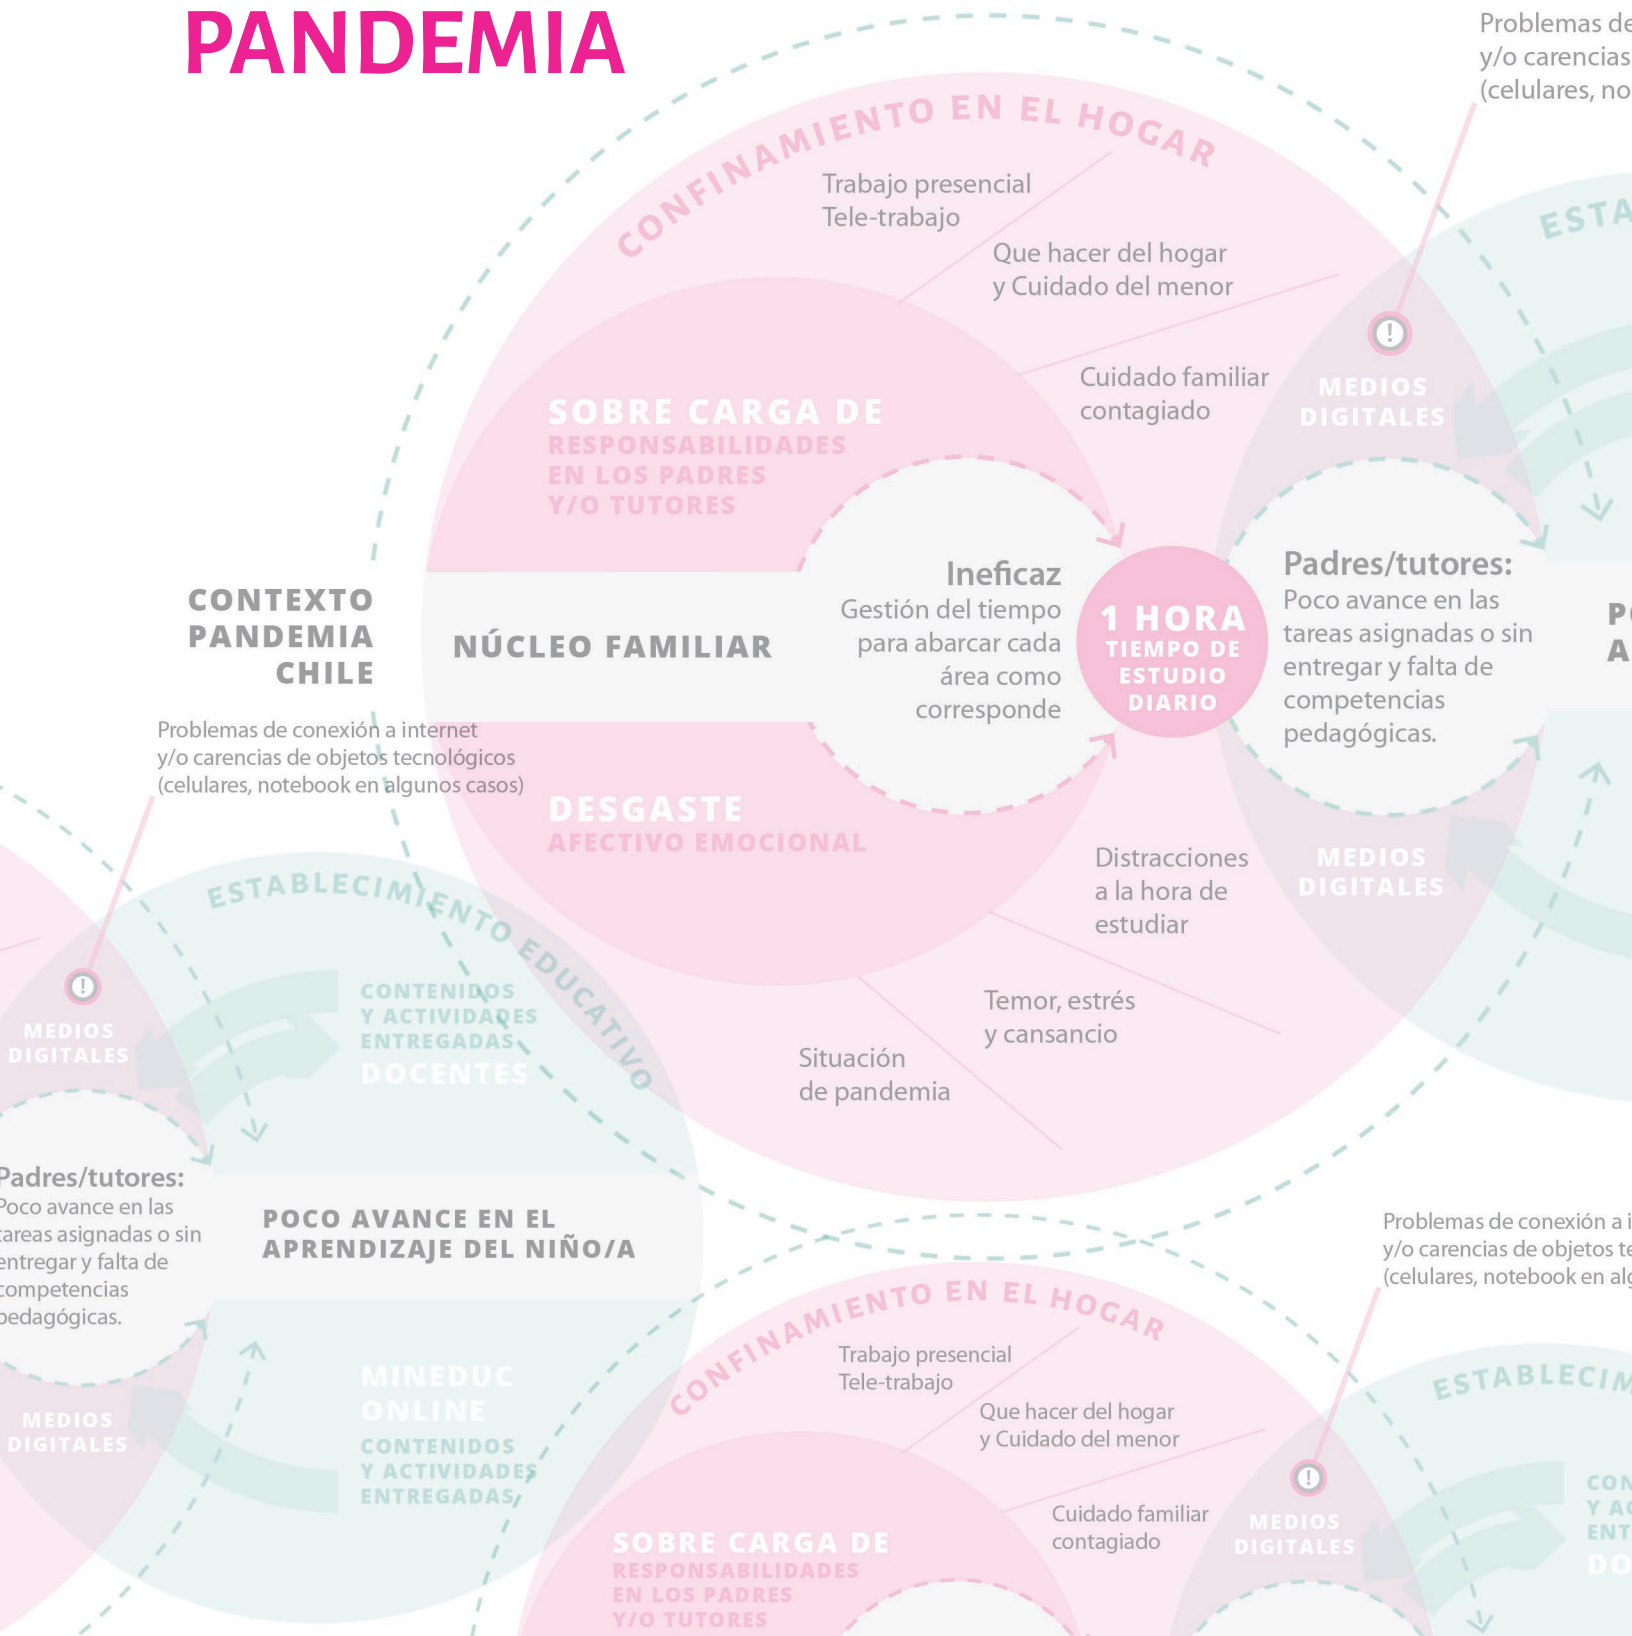 PANDEMIA
Problemas de
y/o carencias
(celulares, no
CONFINAMIENTO EN EL HOGAR
Trabajo presencial
Tele-trabajo
Que hacer del hogar
y Cuidado del menor
Cuidado familiar
contagiado
ESTA
!
MEDIOS
DIGITALES
SOBRE CARGA DE
RESPONSABILIDADES
EN LOS PADRES
Y/O TUTORES
CONTEXTO
PANDEMIA
CHILE
NÚCLEO FAMILIAR
Ineficaz
Gestión del tiempo
para abarcar cada
área como
corresponde
1 HORA
TIEMPO DE
ESTUDIO
DIARIO
Padres/tutores:
Poco avance en las
tareas asignadas o sin
entregar y falta de
competencias
pedagógicas.
A
DESGASTE
AFECTIVO EMOCIONAL
MEDIOS
DIGITALES
Distracciones
a la hora de
estudiar
Temor, estrés
y cansancio
Situación
de pandemia
Problemas de conexión a internet
y/o carencias de objetos tecnológicos
(celulares, notebook en algunos casos)
ESTABLECIMIENTO EDUCATIVO
!
MEDIOS
DIGITALES
CONTENIDOS
Y ACTIVIDADES
ENTREGADAS
DOCENTES
Padres/tutores:
Poco avance en las
tareas asignadas o sin
entregar y falta de
competencias
pedagógicas.
POCO AVANCE EN EL
APRENDIZAJE DEL NIÑO/A
MEDIOS
DIGITALES
MINEDUC
ONLINE
CONTENIDOS
Y ACTIVIDADES
ENTREGADAS
Problemas de conexión a i
y/o carencias de objetos te
(celulares, notebook en alg
CONFINAMIENTO EN EL HOGAR
Trabajo presencial
Tele-trabajo
Que hacer del hogar
y Cuidado del menor
Cuidado familiar
contagiado
ESTABLECIM
!
MEDIOS
DIGITALES
CON
Y AC
ENT
DO
SOBRE CARGA DE
RESPONSABILIDADES
EN LOS PADRES
Y/O TUTORES